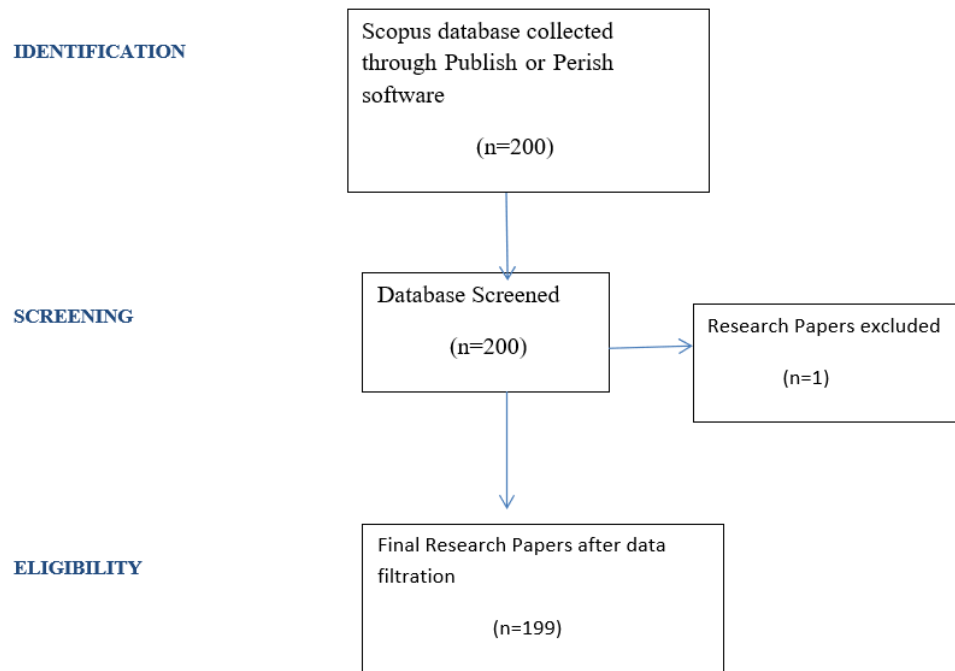 IDENTIFICATION
Scopus database collected
through Publish or Perish
software
(n=200)
SCREENING
Database Screened
(n=200)
Research Papers excluded
(n=1)
ELIGIBILITY
Final Research Papers after data
filtration
(n=199)